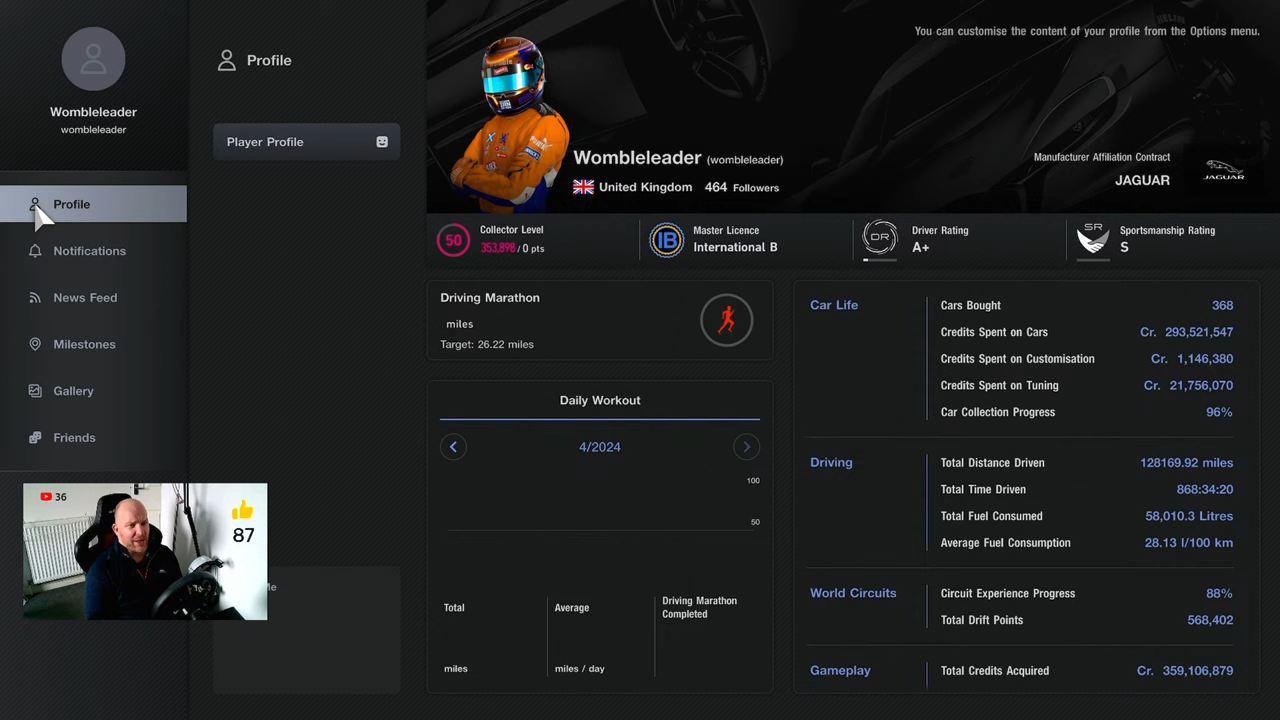 Wombleleader
wombleleader
Profile
Notifications
News Feed
Milestones
Gallery
Friends
36
87
Profile
Player Profile
You can customise the content of your profile from the Options menu.
Wombleleader (wombleleader)
United Kingdom 464 Followers
Manufacturer Affiliation Contract
JAGUAR
JAGUAR
50
Collector Level
353,898 / 0 pts
IB
Master Licence
International B
DR
Driver Rating
A+
SR
Sportsmanship Rating
S
Driving Marathon
miles
Target: 26.22 miles
Daily Workout
4/2024
100
50
Total
miles
Average
miles / day
Driving Marathon
Completed
Car Life
Cars Bought 368
Credits Spent on Cars Cr. 293,521,547
Credits Spent on Customisation Cr. 1,146,380
Credits Spent on Tuning Cr. 21,756,070
Car Collection Progress 96%
Driving
Total Distance Driven 128169.92 miles
Total Time Driven 868:34:20
Total Fuel Consumed 58,010.3 Litres
Average Fuel Consumption 28.13 l/100 km
World Circuits
Circuit Experience Progress 88%
Total Drift Points 568,402
Gameplay
Total Credits Acquired Cr. 359,106,879